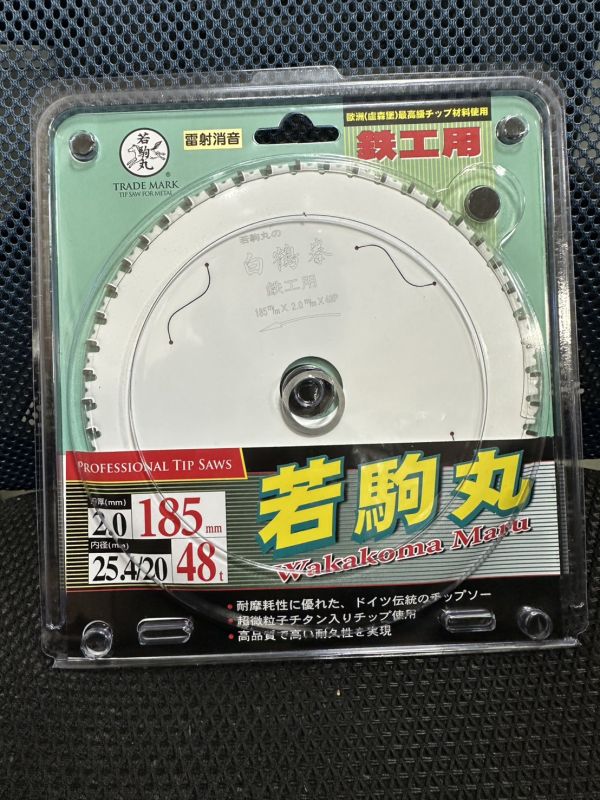 若駒丸
®
TRADE MARK
TIP SAW FOR METAL
雷射消音
欧洲(盧森堡)最高級チップ材料使用
鉄工用
若駒丸の
白鶴春
鉄工用
185m/m×2.0m/m×48P
PROFESSIONAL TIP SAWS
刃厚(mm)
2.0
185mm
内径(mm)
25.4/20
48t
若駒丸
Wakakoma Maru
・耐摩耗性に優れた、ドイツ伝統のチップソー
・超微粒子チタン入りチップ使用
・高品質で高い耐久性を実現